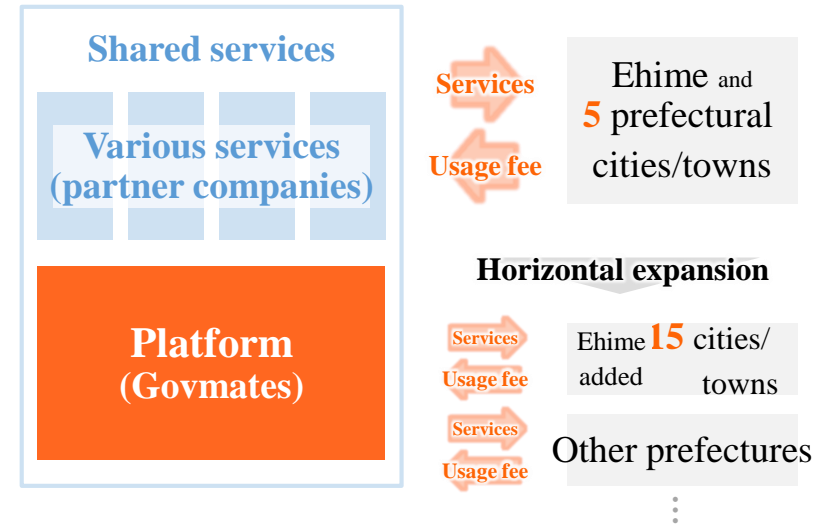 Shared services
Various services
(partner companies)
Platform
(Govmates)
Services
Usage fee
Ehime and
5 prefectural
cities/towns
Horizontal expansion
Services
Usage fee
Ehime 15 cities/
added towns
Services
Usage fee
Other prefectures